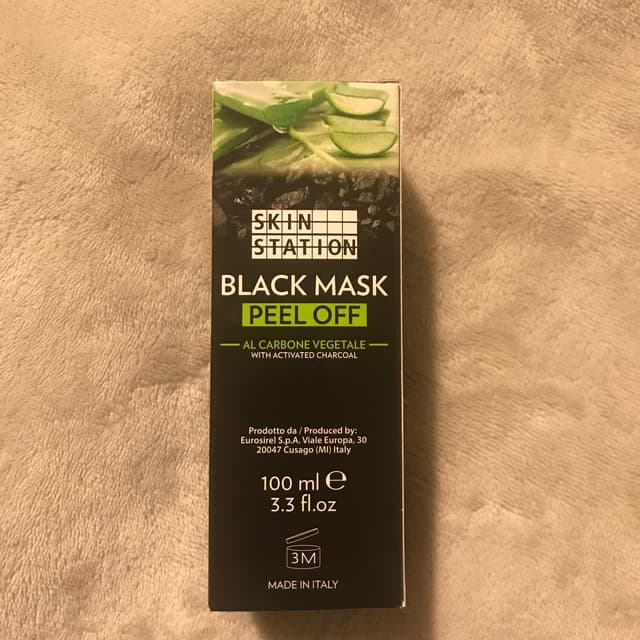 SKIN
STATION
BLACK MASK
PEEL OFF
AL CARBONE VEGETALE
WITH ACTIVATED CHARCOAL
Prodotto da / Produced by:
Eurosirel S.p.A. Viale Europa, 30
20047 Cusago (MI) Italy
100 ml ℮
3.3 fl.oz
3M
MADE IN ITALY